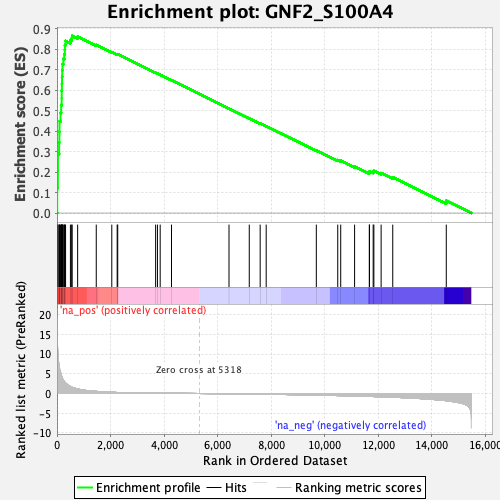 Enrichment plot: GNF2_S100A4
Enrichment score (ES)
0.9
0.8
0.7
0.6
0.5
0.4
0.3
0.2
0.1
0.0
'na_pos' (positively correlated)
Ranked list metric (PreRanked)
20
15
10
5
0
-5
-10
Zero cross at 5318
'na_neg' (negatively correlated)
0 2,000 4,000 6,000 8,000 10,000 12,000 14,000 16,000
Rank in Ordered Dataset
Enrichment profile Hits Ranking metric scores